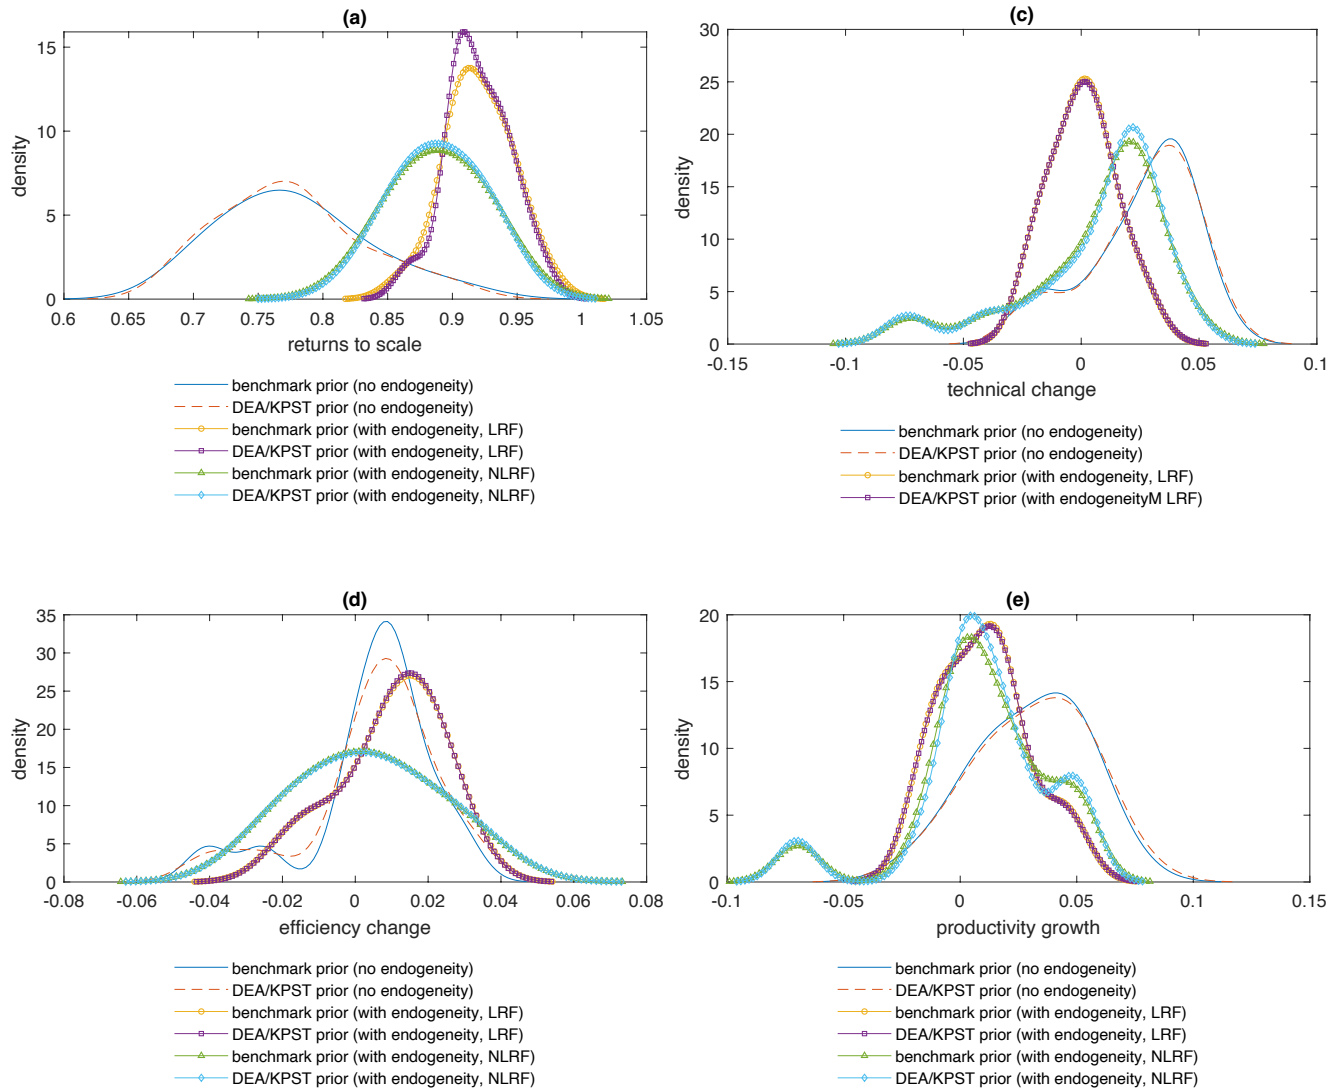 (a)
15
10
5
0
density
0.6 0.65 0.7 0.75 0.8 0.85 0.9 0.95 1 1.05
returns to scale
benchmark prior (no endogeneity)
DEA/KPST prior (no endogeneity)
benchmark prior (with endogeneity, LRF)
DEA/KPST prior (with endogeneity, LRF)
benchmark prior (with endogeneity, NLRF)
DEA/KPST prior (with endogeneity, NLRF)
(c)
30
25
20
15
10
5
0
density
-0.15 -0.1 -0.05 0 0.05 0.1
technical change
benchmark prior (no endogeneity)
DEA/KPST prior (no endogeneity)
benchmark prior (with endogeneity, LRF)
DEA/KPST prior (with endogeneityM LRF)
(d)
35
30
25
20
15
10
5
0
density
-0.08 -0.06 -0.04 -0.02 0 0.02 0.04 0.06 0.08
efficiency change
benchmark prior (no endogeneity)
DEA/KPST prior (no endogeneity)
benchmark prior (with endogeneity, LRF)
DEA/KPST prior (with endogeneity, LRF)
benchmark prior (with endogeneity, NLRF)
DEA/KPST prior (with endogeneity, NLRF)
(e)
20
15
10
5
0
density
-0.1 -0.05 0 0.05 0.1 0.15
productivity growth
benchmark prior (no endogeneity)
DEA/KPST prior (no endogeneity)
benchmark prior (with endogeneity, LRF)
DEA/KPST prior (with endogeneity, LRF)
benchmark prior (with endogeneity, NLRF)
DEA/KPST prior (with endogeneity, NLRF)